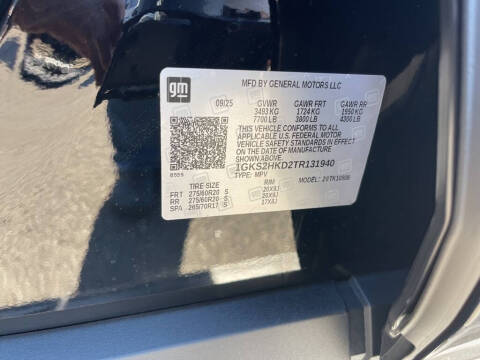 gm
MFD BY GENERAL MOTORS LLC
09/25 GVWR GAWR FRT GAWR RR
3493 KG 1724 KG 1950 KG
7700 LB 3800 LB 4300 LB
THIS VEHICLE CONFORMS TO ALL
APPLICABLE U.S. FEDERAL MOTOR
VEHICLE SAFETY STANDARDS IN EFFECT
ON THE DATE OF MANUFACTURE
1GKS2HKD2TR131940
TYPE: MPV
TIRE SIZE RIM
FRT 275/60R20 S 20X9J
RR 275/60R20 S 20X9J
SPA 265/70R17 S 17X8J